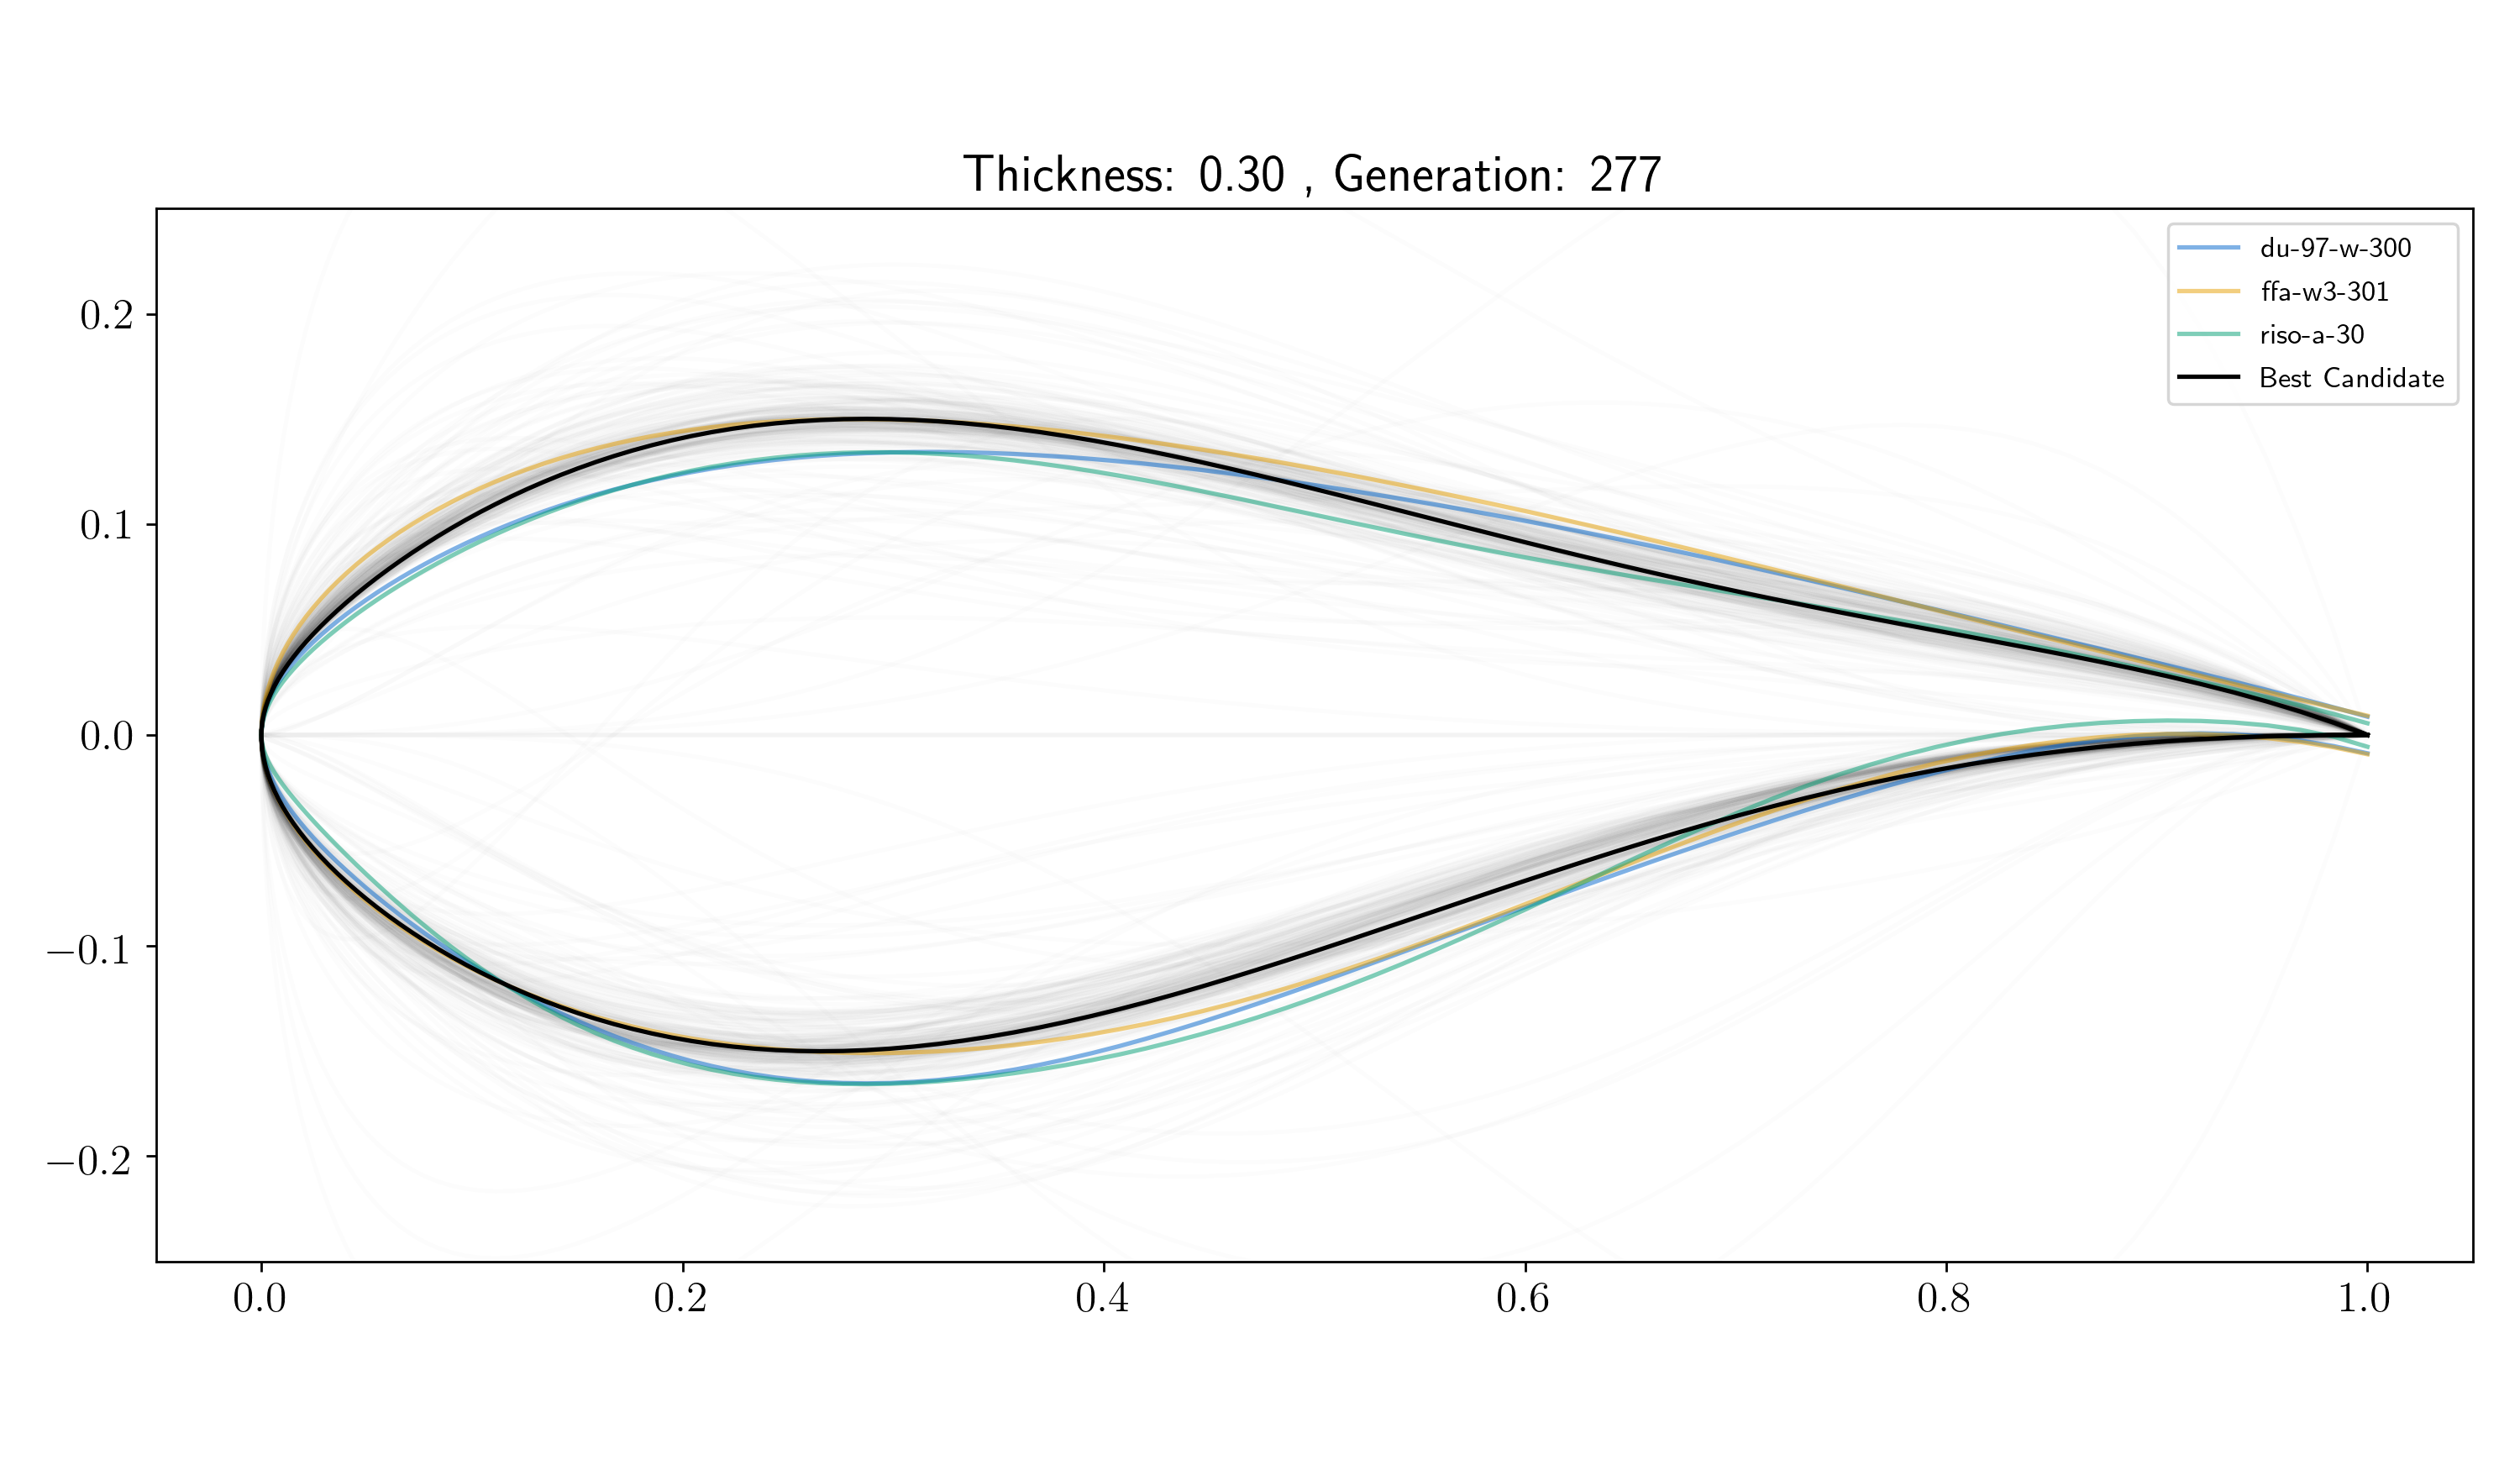 Thickness: 0.30 , Generation: 277
du-97-w-300
ffa-w3-301
riso-a-30
Best Candidate
0.2
0.1
0.0
−0.1
−0.2
0.0 0.2 0.4 0.6 0.8 1.0